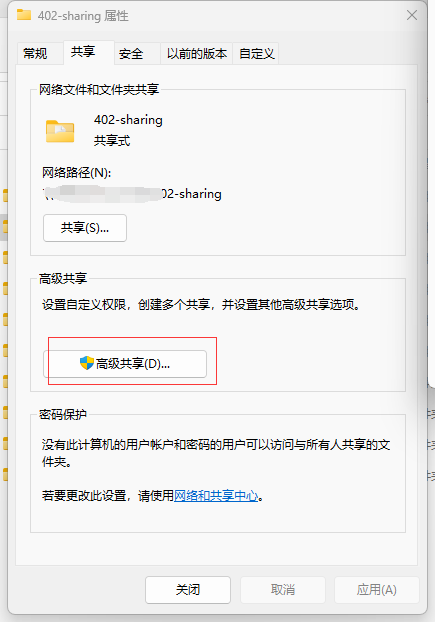 402-sharing 属性
常规 共享 安全 以前的版本 自定义
网络文件和文件夹共享
402-sharing
共享式
网络路径(N):
02-sharing
共享(S)...
高级共享
设置自定义权限，创建多个共享，并设置其他高级共享选项。
高级共享(D)...
密码保护
没有此计算机的用户帐户和密码的用户可以访问与所有人共享的文
件夹。
若要更改此设置，请使用网络和共享中心。
关闭 取消 应用(A)